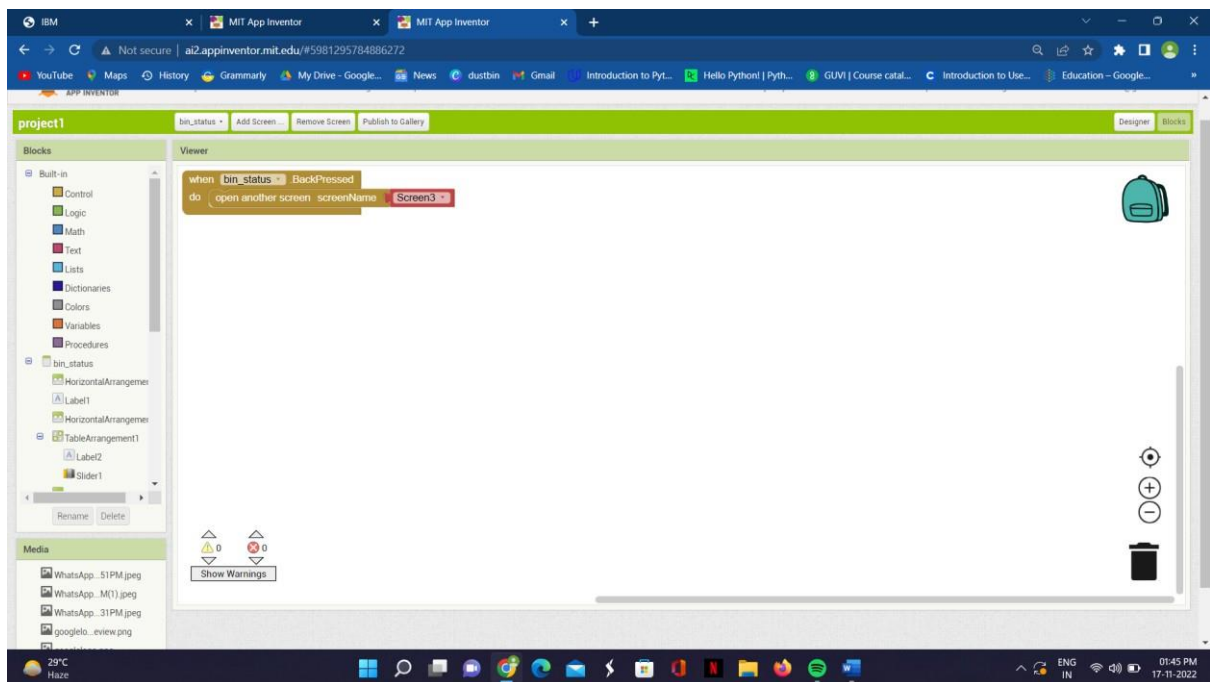 IBM
MIT App Inventor
MIT App Inventor
Not secure | ai2.appinventor.mit.edu/#5981295784886272
YouTube Maps History Grammarly My Drive - Google... News dustbin Gmail Introduction to Pyt... Hello Python! | Pyth... GUVI | Course catal... Introduction to Use... Education – Google... »
APP INVENTOR
project1 bin_status Add Screen ... Remove Screen Publish to Gallery Designer Blocks
Blocks
Viewer
Built-in
Control
Logic
Math
Text
Lists
Dictionaries
Colors
Variables
Procedures
bin_status
HorizontalArrangemer
Label1
HorizontalArrangemer
TableArrangement1
Label2
Slider1
Rename Delete
when bin_status .BackPressed
do open another screen screenName Screen3
0 0
Show Warnings
Media
WhatsApp...51PM.jpeg
WhatsApp...M(1).jpeg
WhatsApp...31PM.jpeg
googlelo...eview.png
29°C
Haze
ENG
IN
01:45 PM
17-11-2022